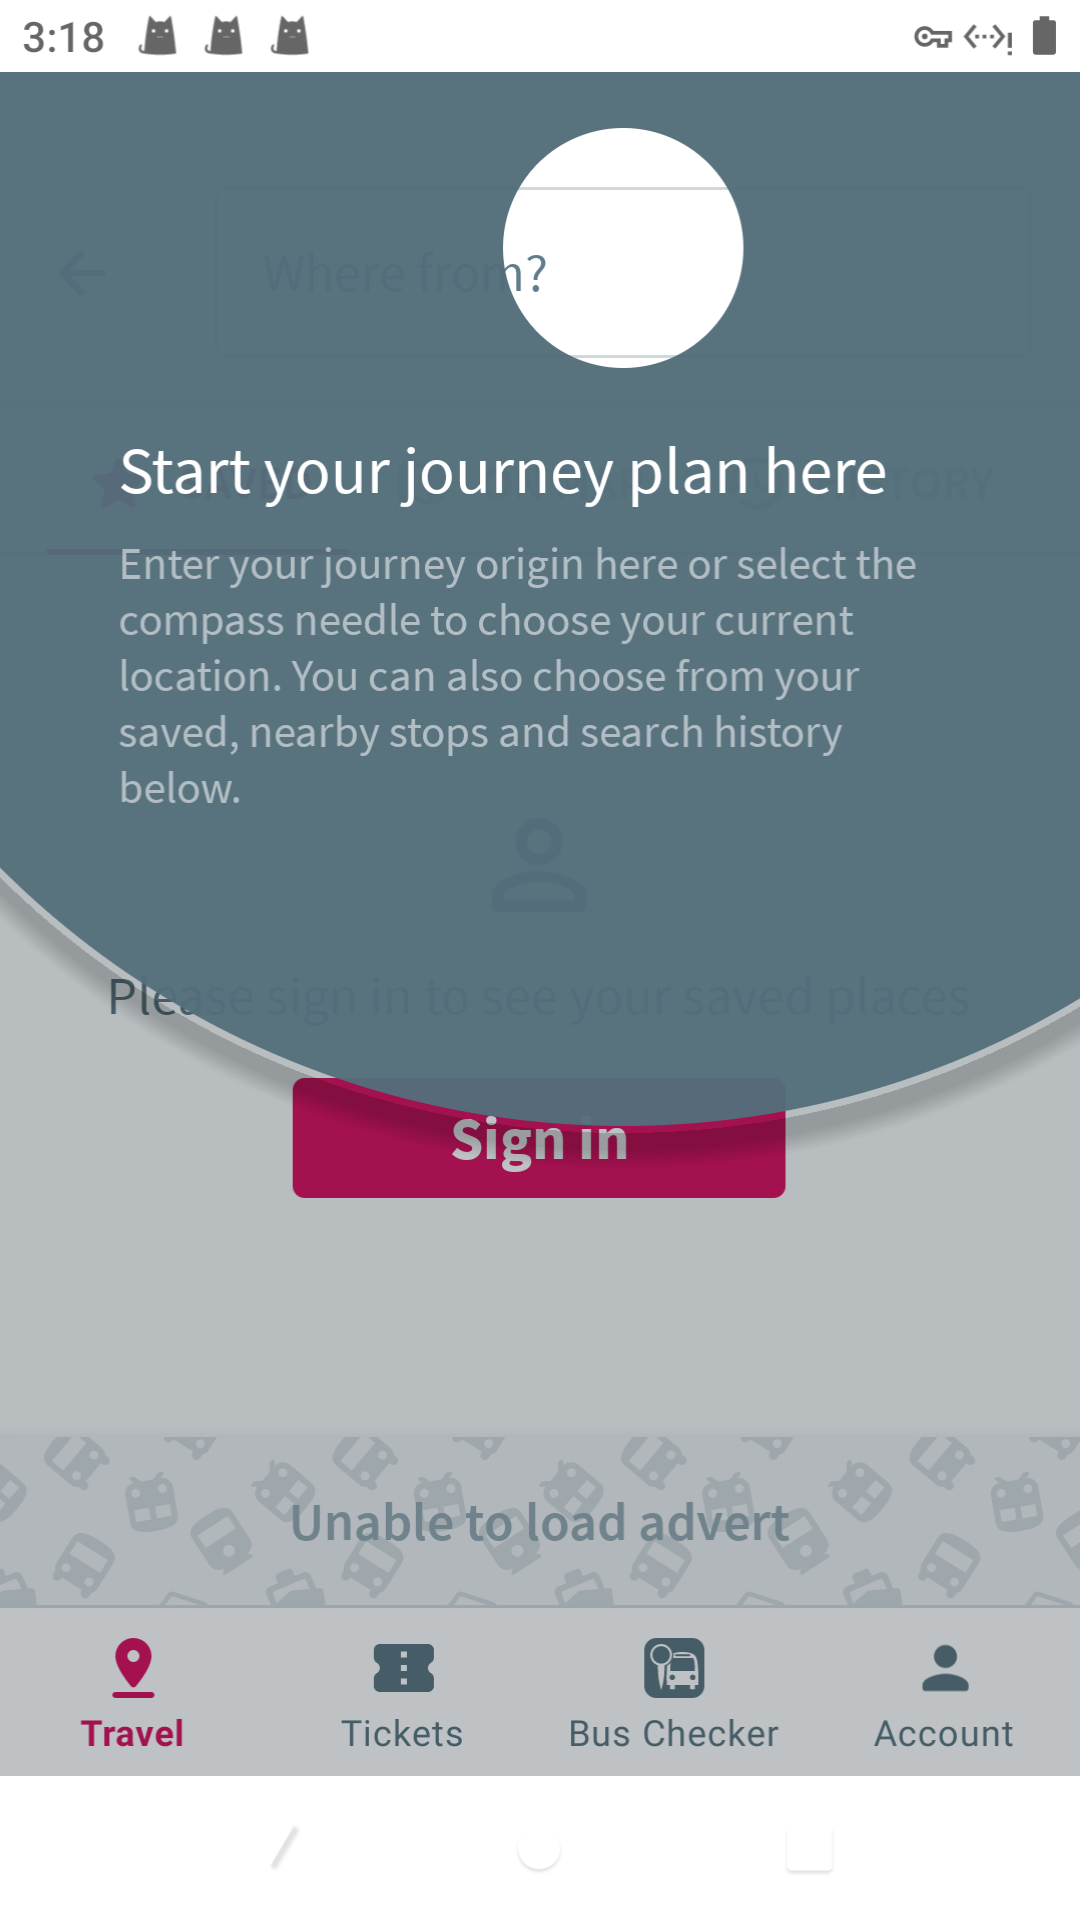 3:18
Where from?
SAVED
HISTORY
Start your journey plan here
Enter your journey origin here or select the
compass needle to choose your current
location. You can also choose from your
saved, nearby stops and search history
below.
Please sign in to see your saved places
Sign in
Unable to load advert
Travel
Tickets
Bus Checker
Account